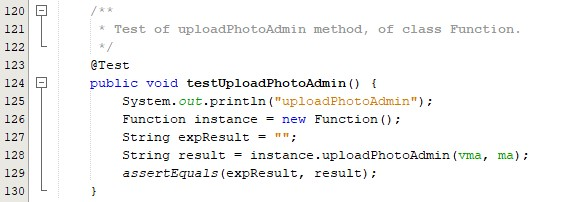 120 /**
121 * Test of uploadPhotoAdmin method, of class Function.
122 */
123 @Test
124 public void testUploadPhotoAdmin() {
125 System.out.println("uploadPhotoAdmin");
126 Function instance = new Function();
127 String expResult = "";
128 String result = instance.uploadPhotoAdmin(vma, ma);
129 assertEquals(expResult, result);
130 }